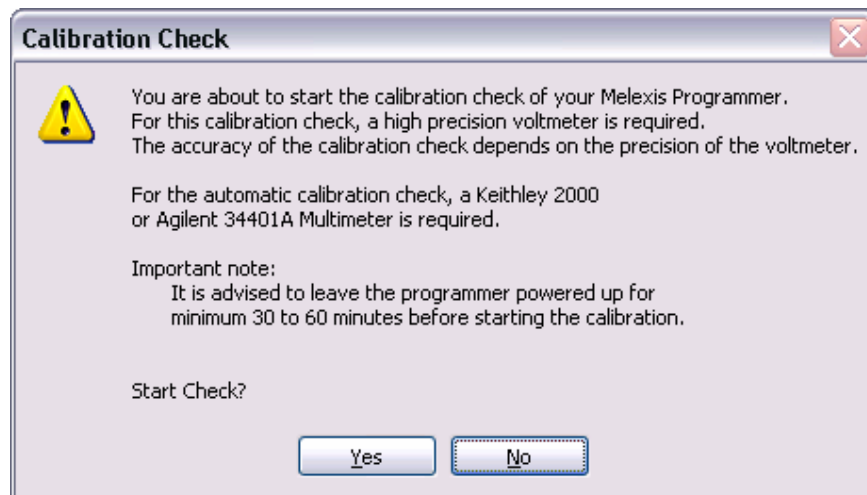 Calibration Check
You are about to start the calibration check of your Melexis Programmer.
For this calibration check, a high precision voltmeter is required.
The accuracy of the calibration check depends on the precision of the voltmeter.
For the automatic calibration check, a Keithley 2000
or Agilent 34401A Multimeter is required.
Important note:
It is advised to leave the programmer powered up for
minimum 30 to 60 minutes before starting the calibration.
Start Check?
Yes
No